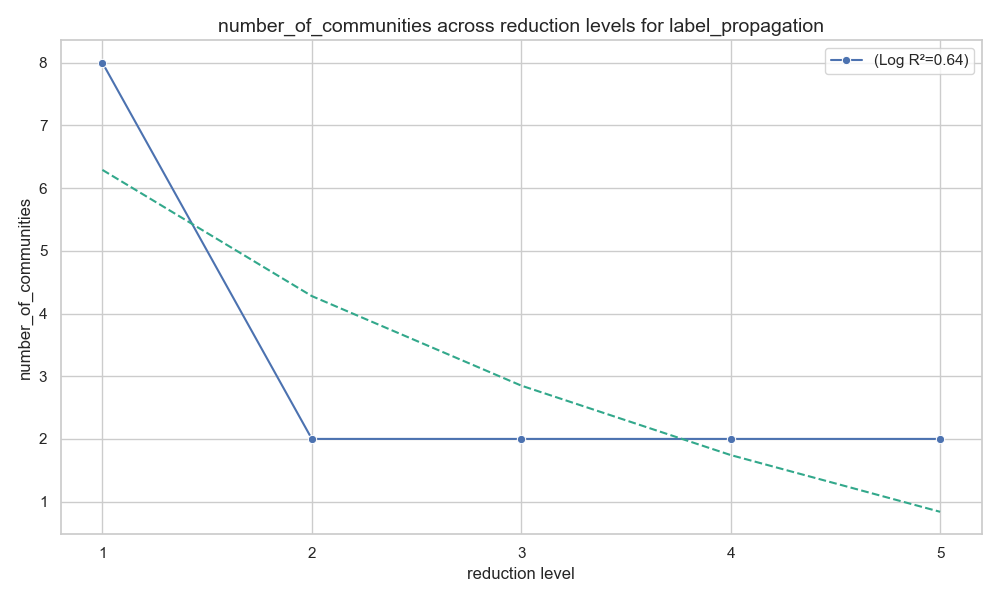 number_of_communities across reduction levels for label_propagation
(Log R²=0.64)
8
7
6
5
4
3
2
1
number_of_communities
1 2 3 4 5
reduction level